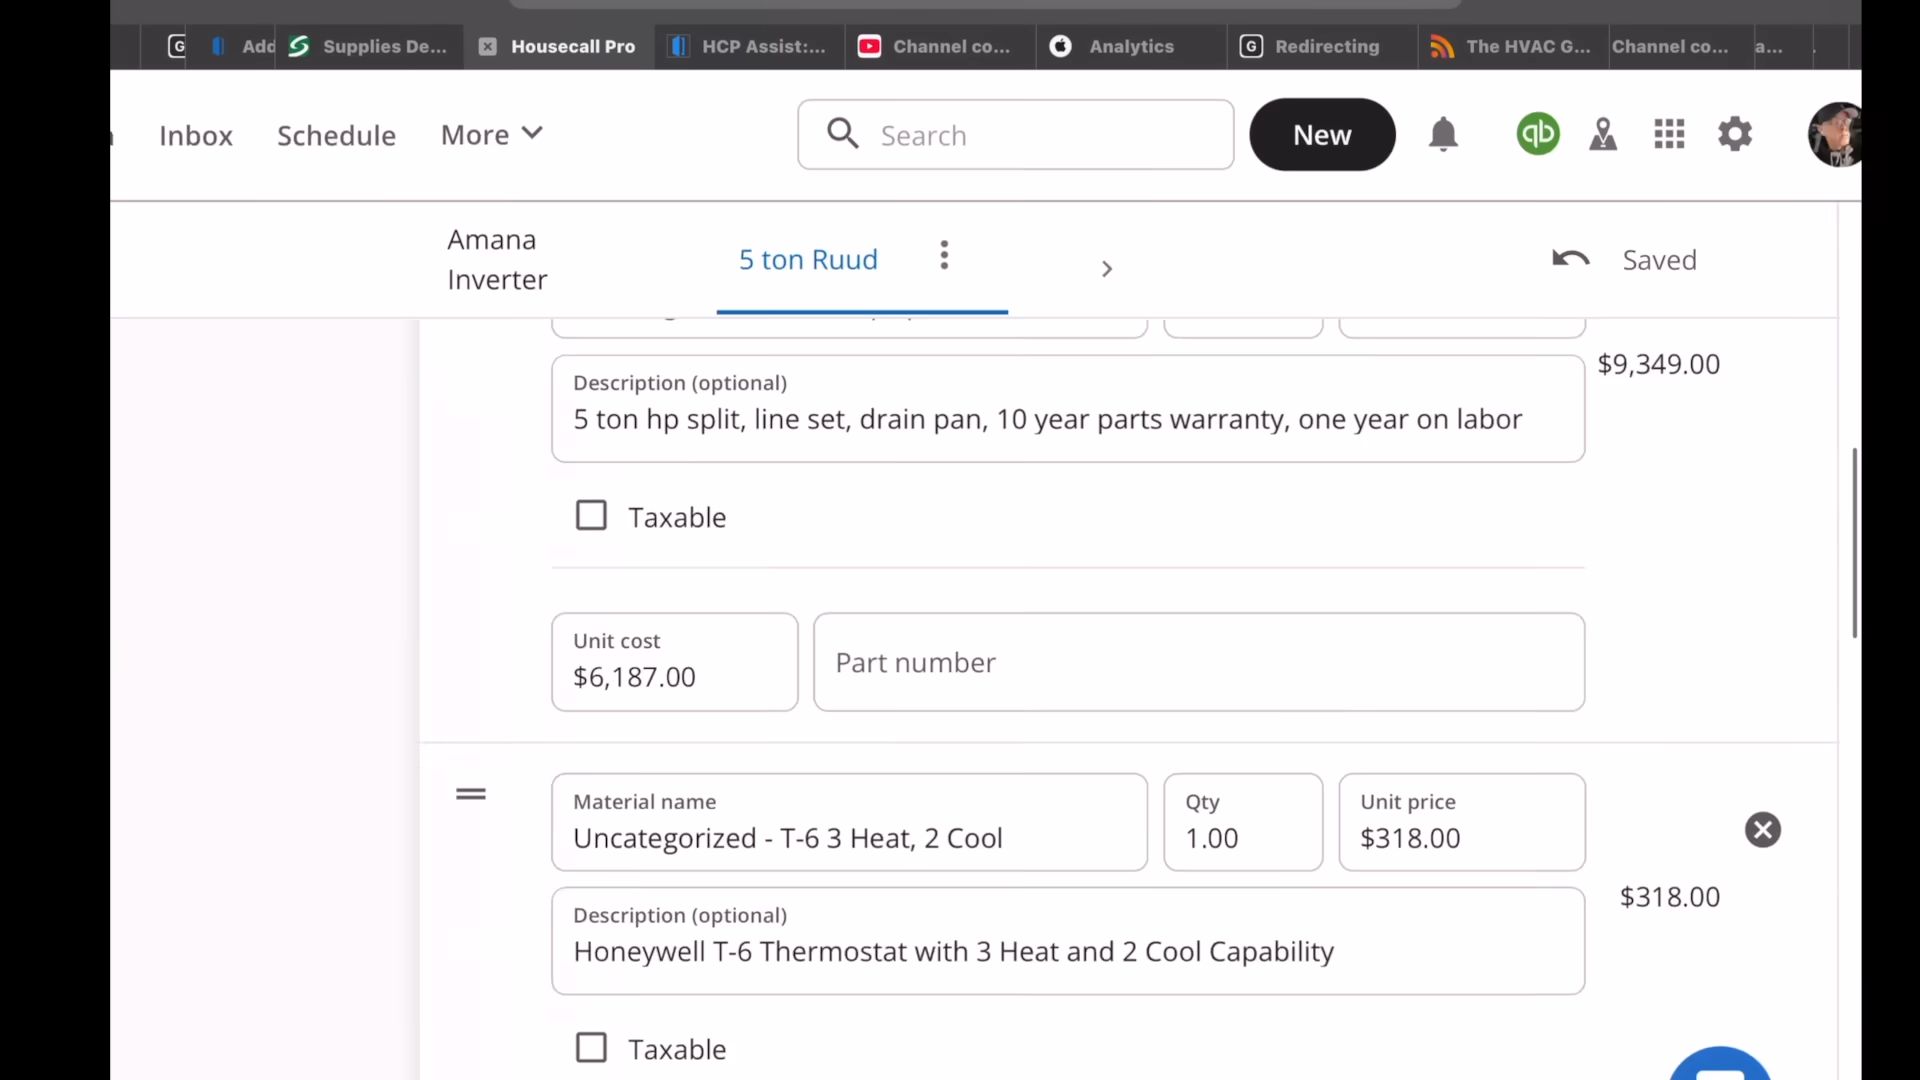 Add
Supplies De...
Housecall Pro
HCP Assist:...
Channel co...
Analytics
G
Redirecting
The HVAC G...
Channel co...
a...
Inbox
Schedule
More
Search
New
qb
Amana
Inverter
5 ton Ruud
Saved
$9,349.00
Description (optional)
5 ton hp split, line set, drain pan, 10 year parts warranty, one year on labor
Taxable
Unit cost
$6,187.00
Part number
Material name
Uncategorized - T-6 3 Heat, 2 Cool
Qty
1.00
Unit price
$318.00
$318.00
Description (optional)
Honeywell T-6 Thermostat with 3 Heat and 2 Cool Capability
Taxable